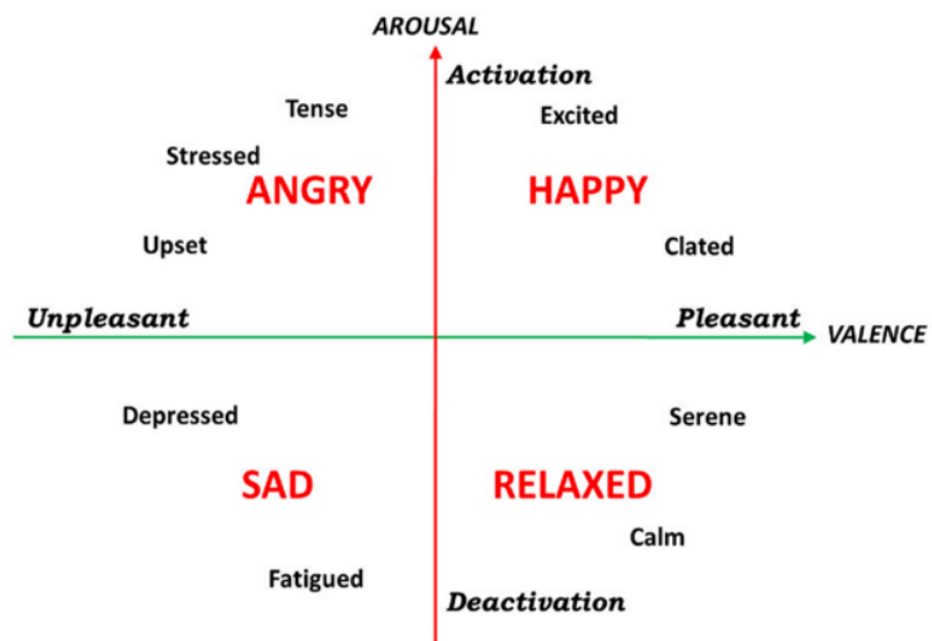 AROUSAL
Activation
Tense
Excited
Stressed
ANGRY
HAPPY
Upset
Clated
Unpleasant
Pleasant
VALENCE
Depressed
Serene
SAD
RELAXED
Calm
Fatigued
Deactivation